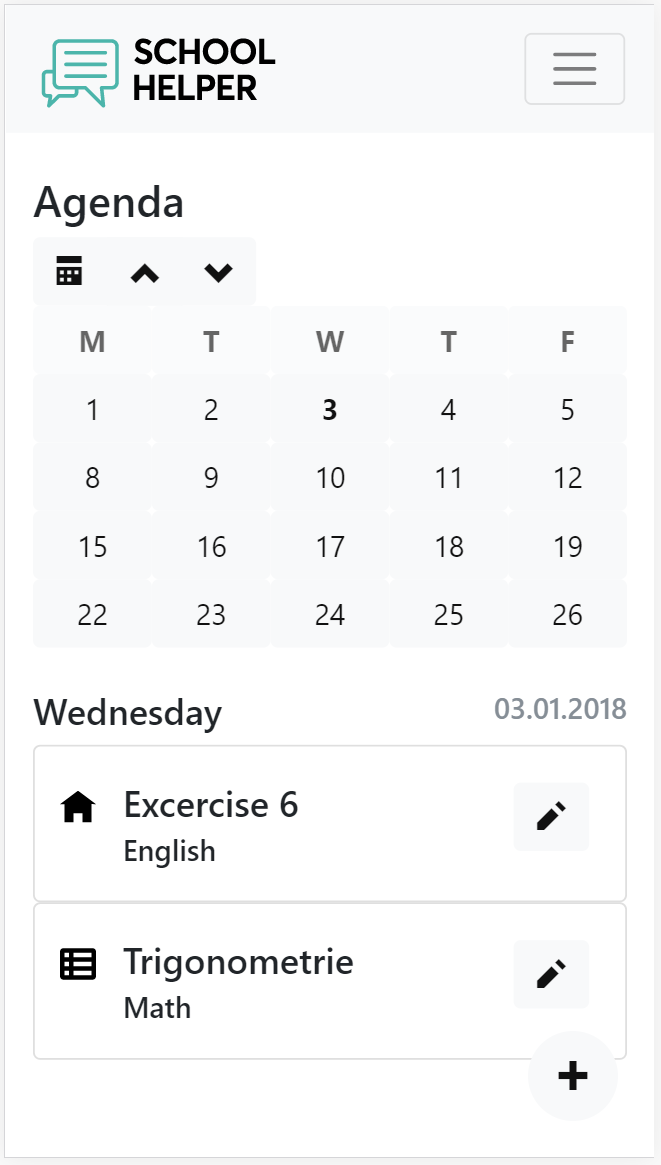 SCHOOL
HELPER
Agenda
M T W T F
1 2 3 4 5
8 9 10 11 12
15 16 17 18 19
22 23 24 25 26
Wednesday 03.01.2018
Excercise 6
English
Trigonometrie
Math